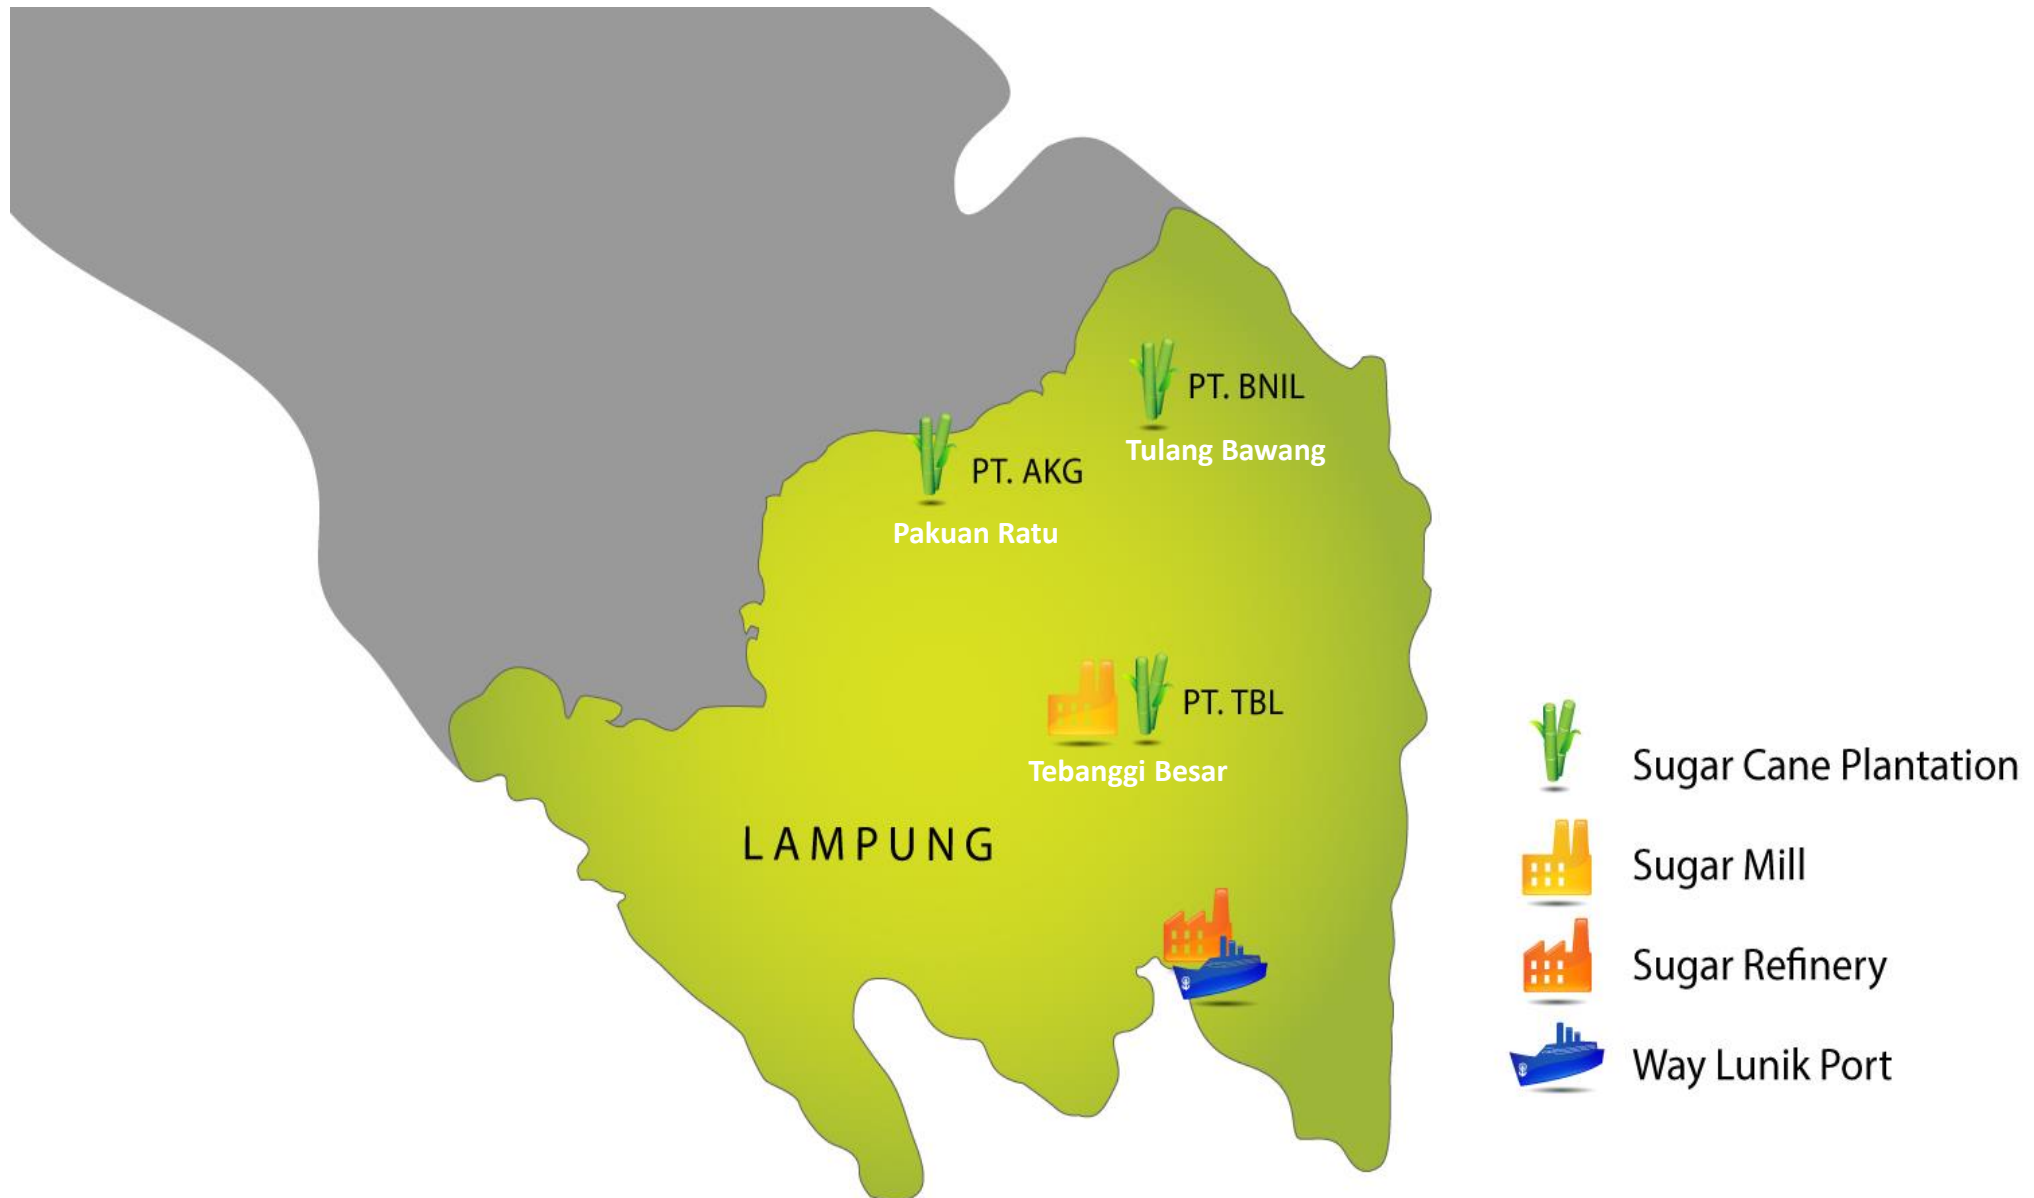 PT. BNIL
Tulang Bawang
PT. AKG
Pakuan Ratu
PT. TBL
Tebanggi Besar
LAMPUNG
Sugar Cane Plantation
Sugar Mill
Sugar Refinery
Way Lunik Port